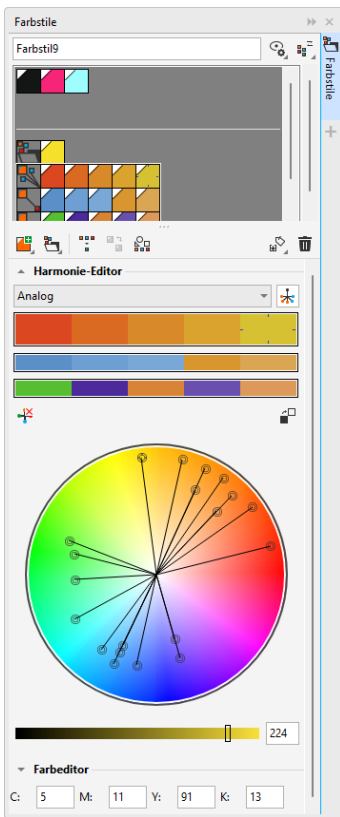 Farbstile
Farbstil9
Farbstile
Harmonie-Editor
Analog
224
Farbeditor
C: 5 M: 11 Y: 91 K: 13